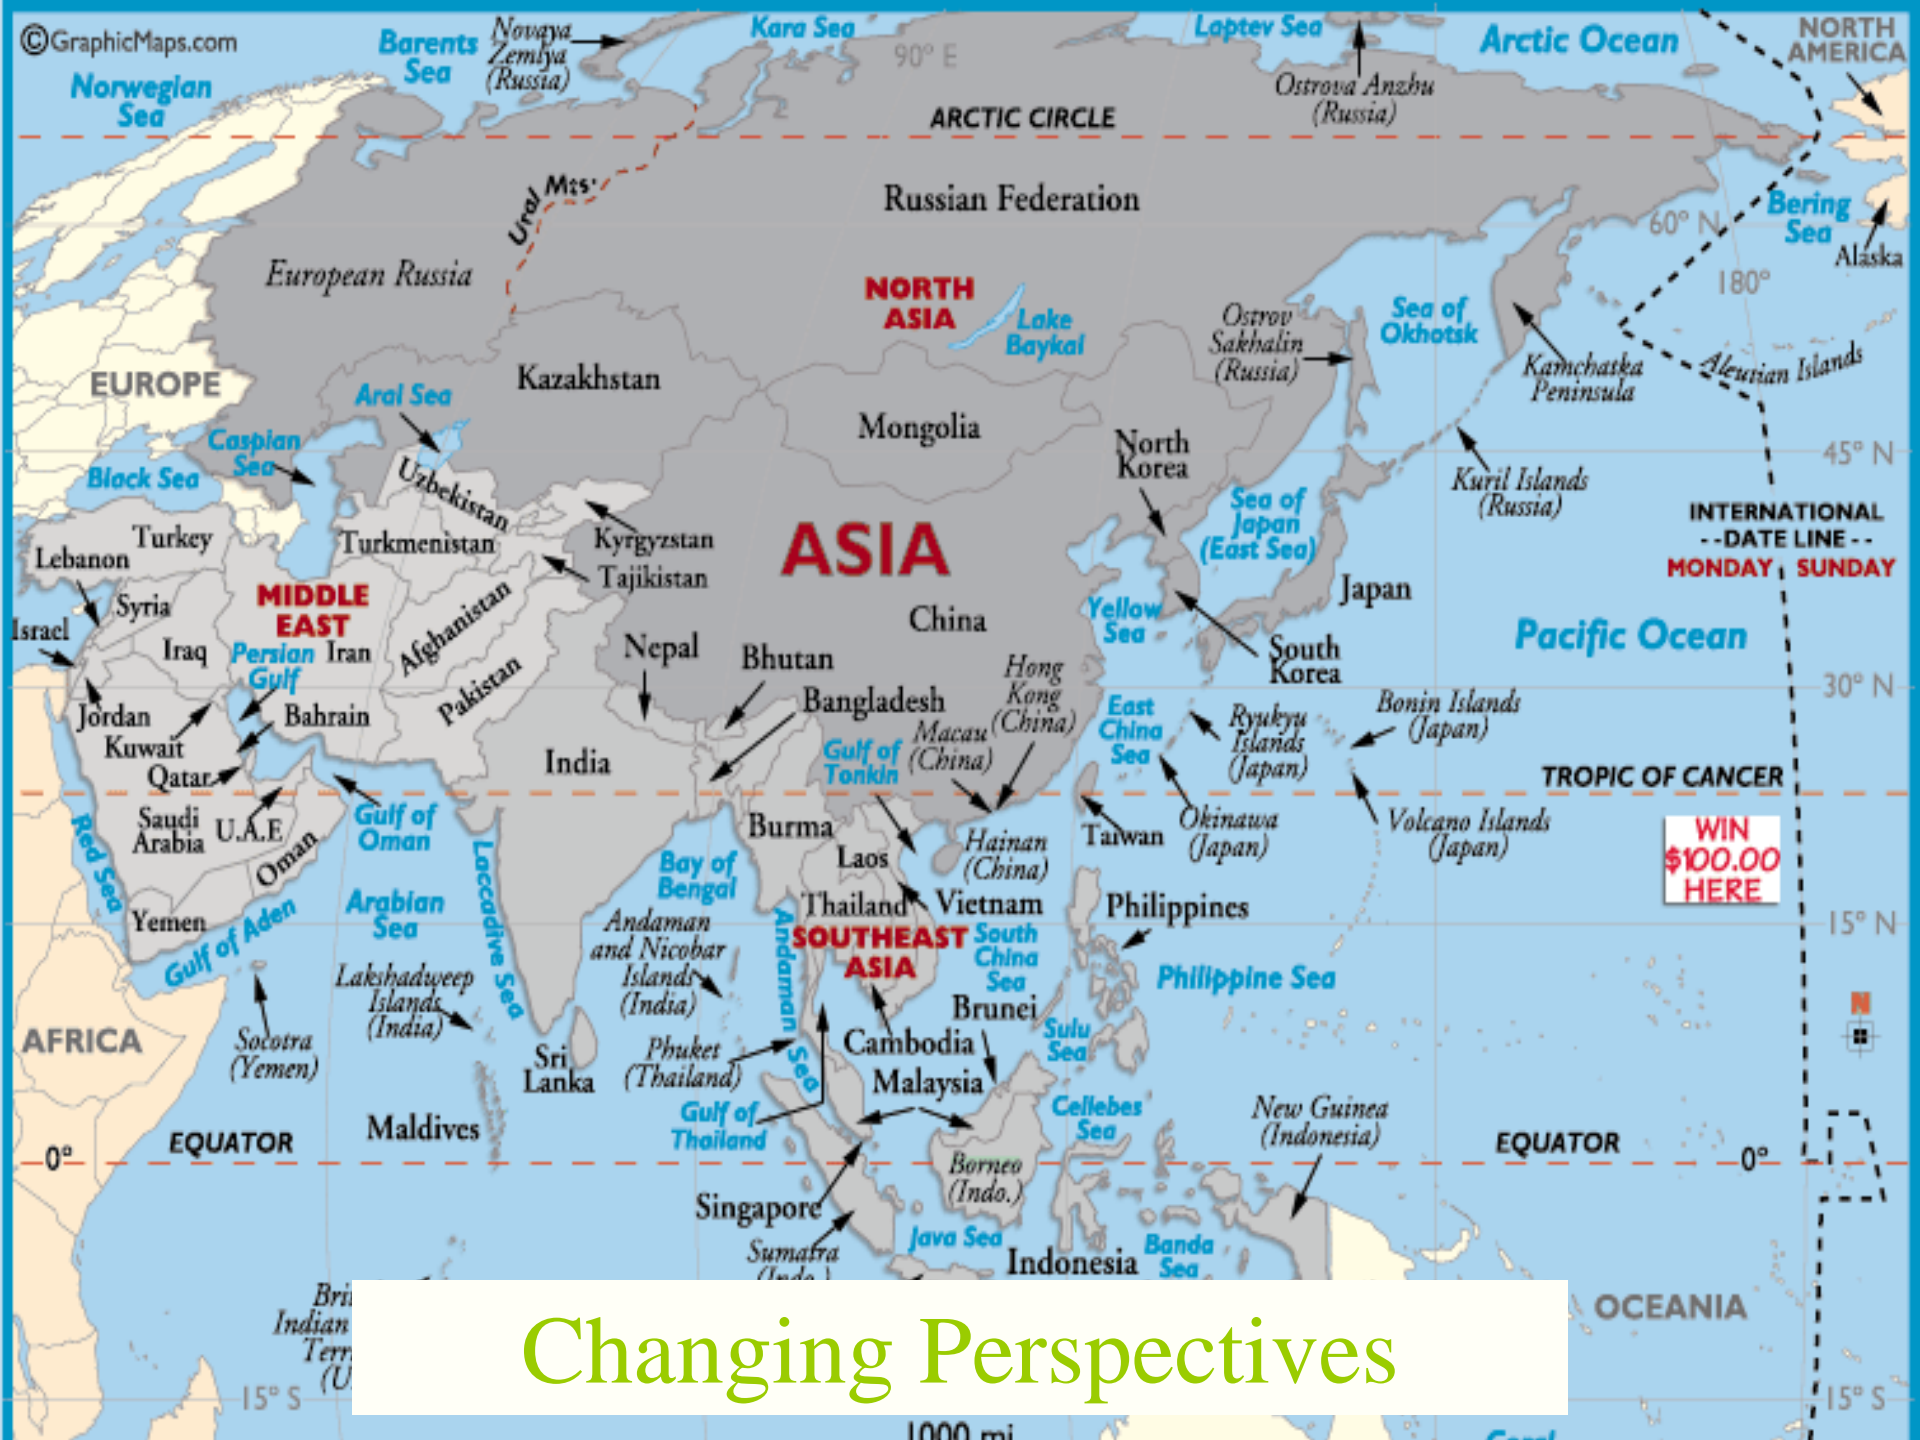 ©GraphicMaps.com
Norwegian
Sea
Barents
Sea
Novaya
Zemlya
(Russia)
Kara Sea
90° E
Laptev Sea
Ostrova Anzhu
(Russia)
Arctic Ocean
NORTH
AMERICA
ARCTIC CIRCLE
Ural Mts.
Russian Federation
European Russia
60° N
Bering
Sea
Alaska
180°
NORTH
ASIA
Lake
Baykal
Ostrov
Sakhalin
(Russia)
Sea of
Okhotsk
Kamchatka
Peninsula
Aleutian Islands
EUROPE
Aral Sea
Kazakhstan
Mongolia
North
Korea
Caspian
Sea
Black Sea
45° N
Kuril Islands
(Russia)
Uzbekistan
Sea of
Japan
(East Sea)
INTERNATIONAL
--DATE LINE--
MONDAY
SUNDAY
Turkey
Lebanon
Turkmenistan
Kyrgyzstan
Tajikistan
ASIA
Japan
Syria
MIDDLE
EAST
Afghanistan
China
Yellow
Sea
Pacific Ocean
Israel
Iraq
Persian
Gulf
Iran
Pakistan
Nepal
Bhutan
South
Korea
Hong
Kong
(China)
30° N
Jordan
Kuwait
Bahrain
Bangladesh
Macau
(China)
East
China
Sea
Ryukyu
Islands
(Japan)
Bonin Islands
(Japan)
Qatar
India
Gulf of
Tonkin
TROPIC OF CANCER
Saudi
Arabia
U.A.E
Oman
Gulf of
Oman
Burma
Laos
Hainan
(China)
Taiwan
Okinawa
(Japan)
Volcano Islands
(Japan)
WIN
$100.00
HERE
Red Sea
Laccadive Sea
Bay of
Bengal
Yemen
Gulf of Aden
Arabian
Sea
Andaman
and Nicobar
Islands
(India)
Andaman Sea
Thailand
Vietnam
Philippines
15° N
SOUTHEAST
ASIA
South
China
Sea
Philippine Sea
Lakshadweep
Islands
(India)
Brunei
N
AFRICA
Socotra
(Yemen)
Sri
Lanka
Phuket
(Thailand)
Cambodia
Sulu
Sea
Malaysia
Maldives
Gulf of
Thailand
Cellebes
Sea
New Guinea
(Indonesia)
0°
EQUATOR
Borneo
(Indo.)
EQUATOR
0°
Singapore
Sumatra
(Indo.)
Java Sea
Indonesia
Banda
Sea
Bri
Indian
Terr
(U
OCEANIA
Changing Perspectives
15° S
15° S
1000 mi
Coral